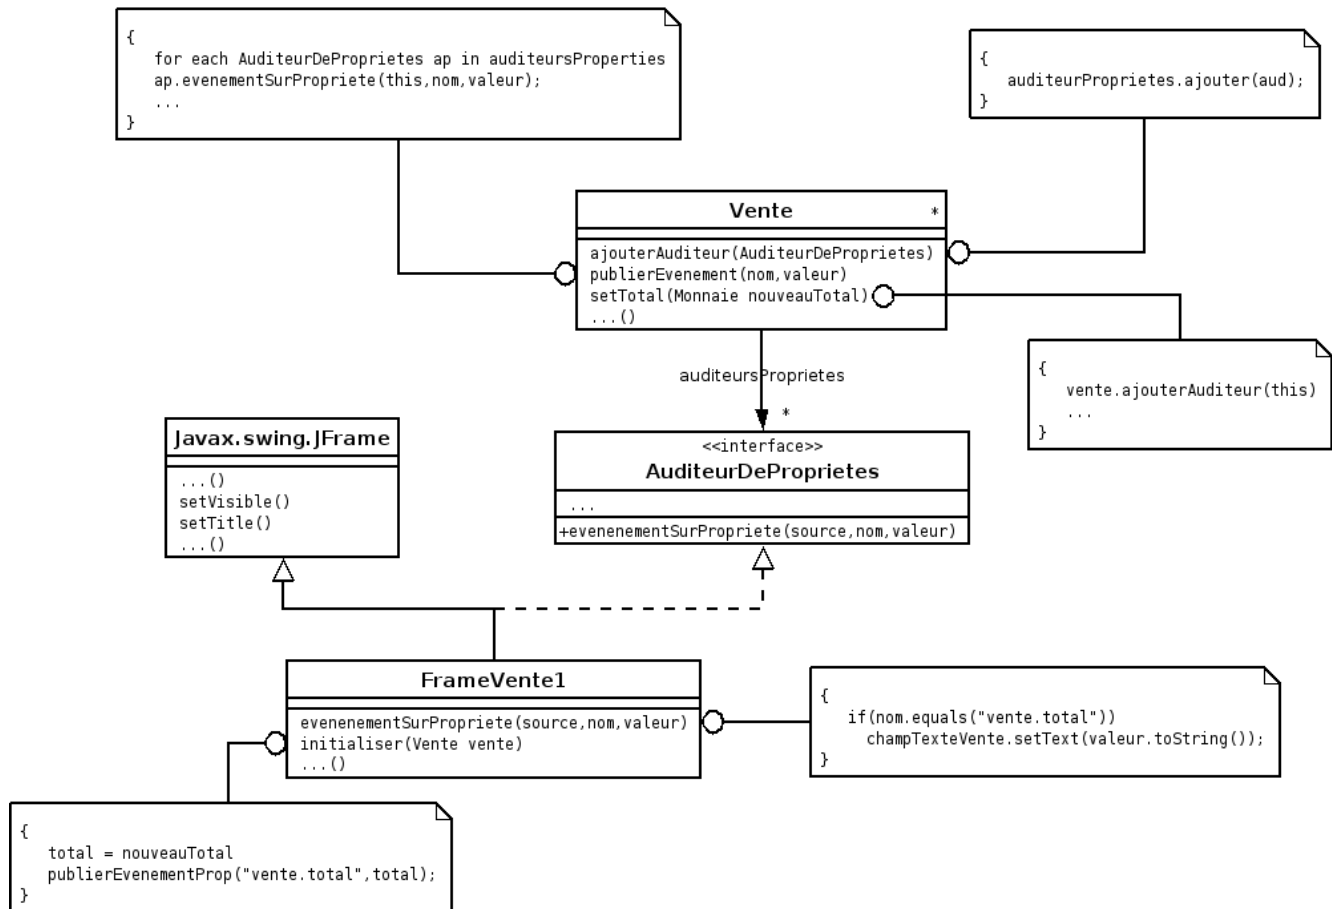 {
for each AuditeurDeProprietes ap in auditeursProperties
ap.evenementSurPropriete(this,nom,valeur);
...
}
{
auditeurProprietes.ajouter(aud);
}
Vente *
ajouterAuditeur(AuditeurDeProprietes)
publierEvenement(nom,valeur)
setTotal(Monnaie nouveauTotal)
...()
{
vente.ajouterAuditeur(this)
...
}
auditeursProprietes
*
Javax.swing.JFrame
...()
setVisible()
setTitle()
...()
<<interface>>
AuditeurDeProprietes
...
+evenenementSurPropriete(source,nom,valeur)
FrameVente1
evenenementSurPropriete(source,nom,valeur)
initialiser(Vente vente)
...()
{
if(nom.equals("vente.total"))
champTexteVente.setText(valeur.toString());
}
{
total = nouveauTotal
publierEvenementProp("vente.total",total);
}